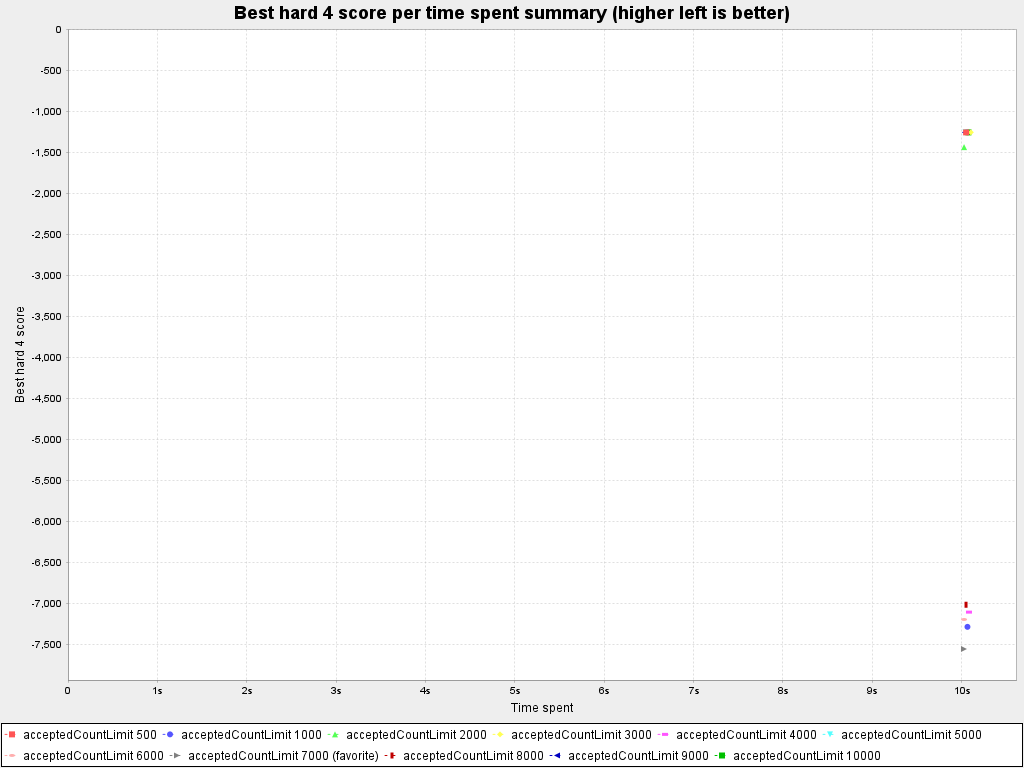 Best hard 4 score per time spent summary (higher left is better)
0
-500
-1,000
-1,500
-2,000
-2,500
-3,000
-3,500
-4,000
-4,500
-5,000
-5,500
-6,000
-6,500
-7,000
-7,500
Best hard 4 score
0 1s 2s 3s 4s 5s 6s 7s 8s 9s 10s
Time spent
acceptedCountLimit 500 acceptedCountLimit 1000 acceptedCountLimit 2000 acceptedCountLimit 3000 acceptedCountLimit 4000 acceptedCountLimit 5000
acceptedCountLimit 6000 acceptedCountLimit 7000 (favorite) acceptedCountLimit 8000 acceptedCountLimit 9000 acceptedCountLimit 10000